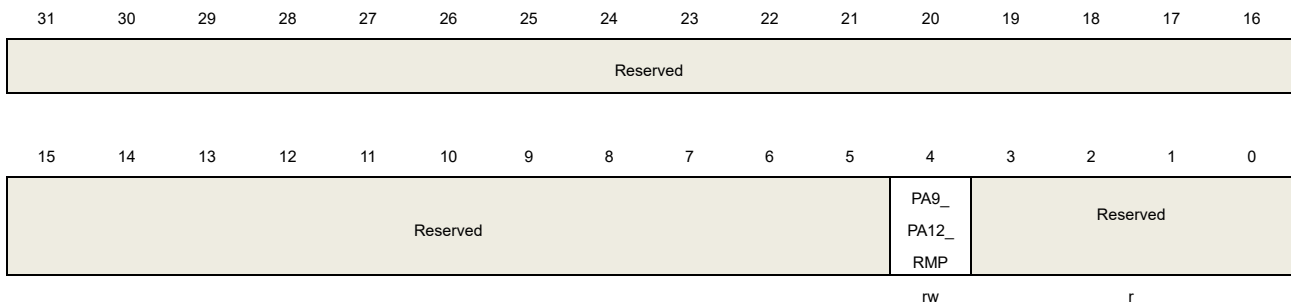 31 30 29 28 27 26 25 24 23 22 21 20 19 18 17 16
Reserved
15 14 13 12 11 10 9 8 7 6 5 4 3 2 1 0
Reserved
PA9_
PA12_
RMP
Reserved
rw r